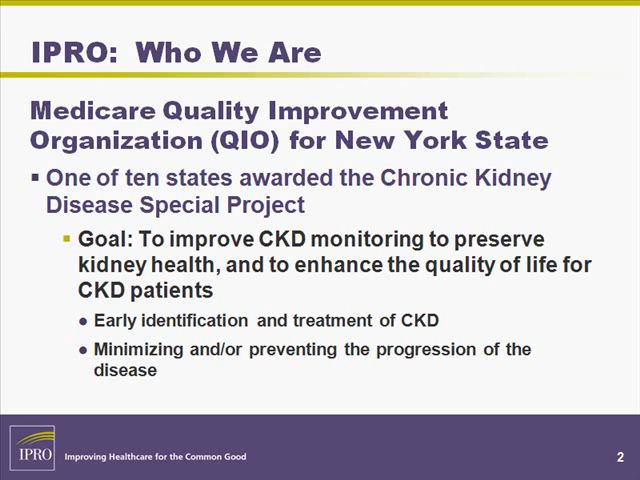 IPRO: Who We Are
Medicare Quality Improvement
Organization (QIO) for New York State
▪ One of ten states awarded the Chronic Kidney
Disease Special Project
▪ Goal: To improve CKD monitoring to preserve
kidney health, and to enhance the quality of life for
CKD patients
● Early identification and treatment of CKD
● Minimizing and/or preventing the progression of the
disease
IPRO
Improving Healthcare for the Common Good
2